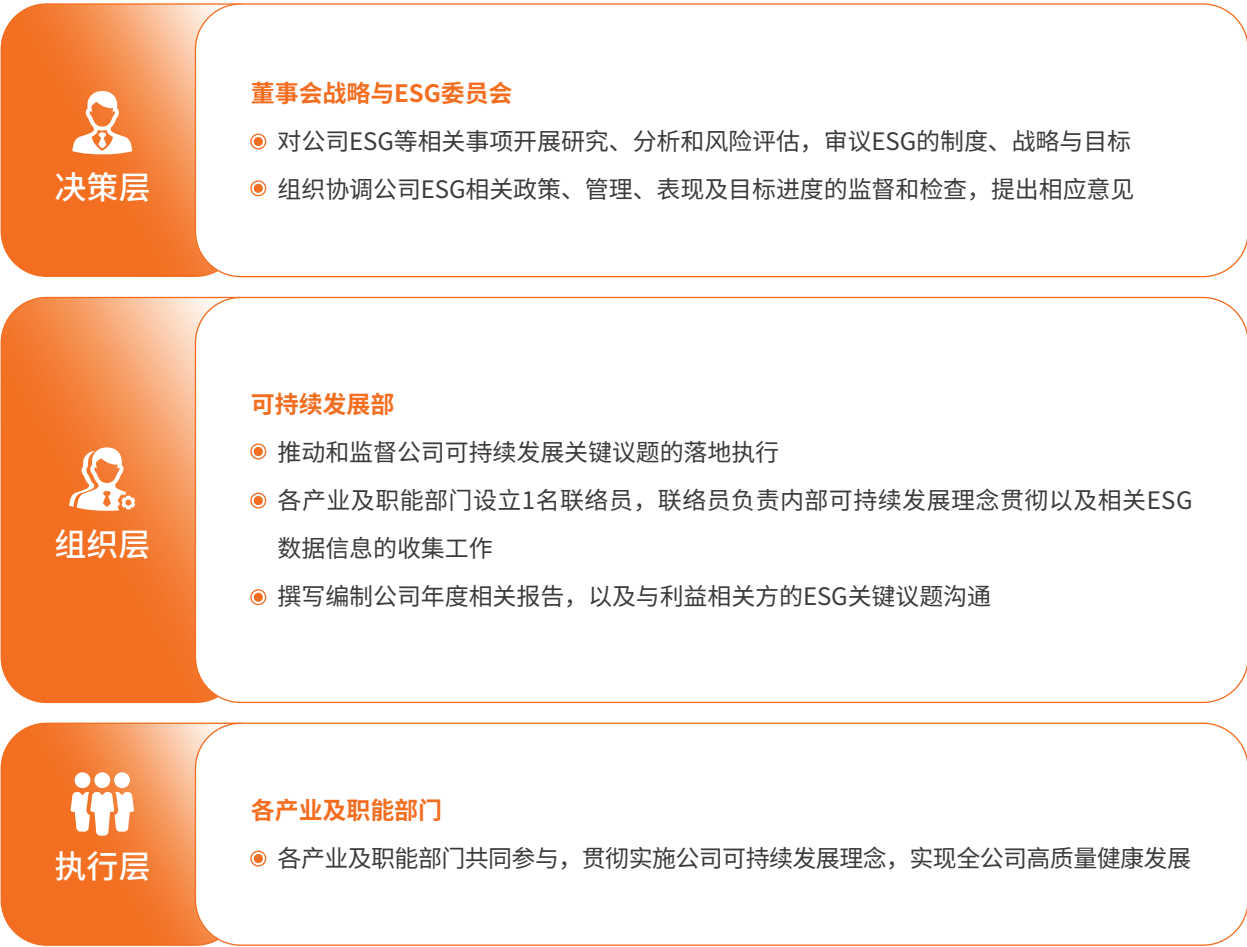 决策层
董事会战略与ESG委员会
对公司ESG等相关事项开展研究、分析和风险评估，审议ESG的制度、战略与目标
组织协调公司ESG相关政策、管理、表现及目标进度的监督和检查，提出相应意见
组织层
可持续发展部
推动和监督公司可持续发展关键议题的落地执行
各产业及职能部门设立1名联络员，联络员负责内部可持续发展理念贯彻以及相关ESG
数据信息的收集工作
撰写编制公司年度相关报告，以及与利益相关方的ESG关键议题沟通
执行层
各产业及职能部门
各产业及职能部门共同参与，贯彻实施公司可持续发展理念，实现全公司高质量健康发展